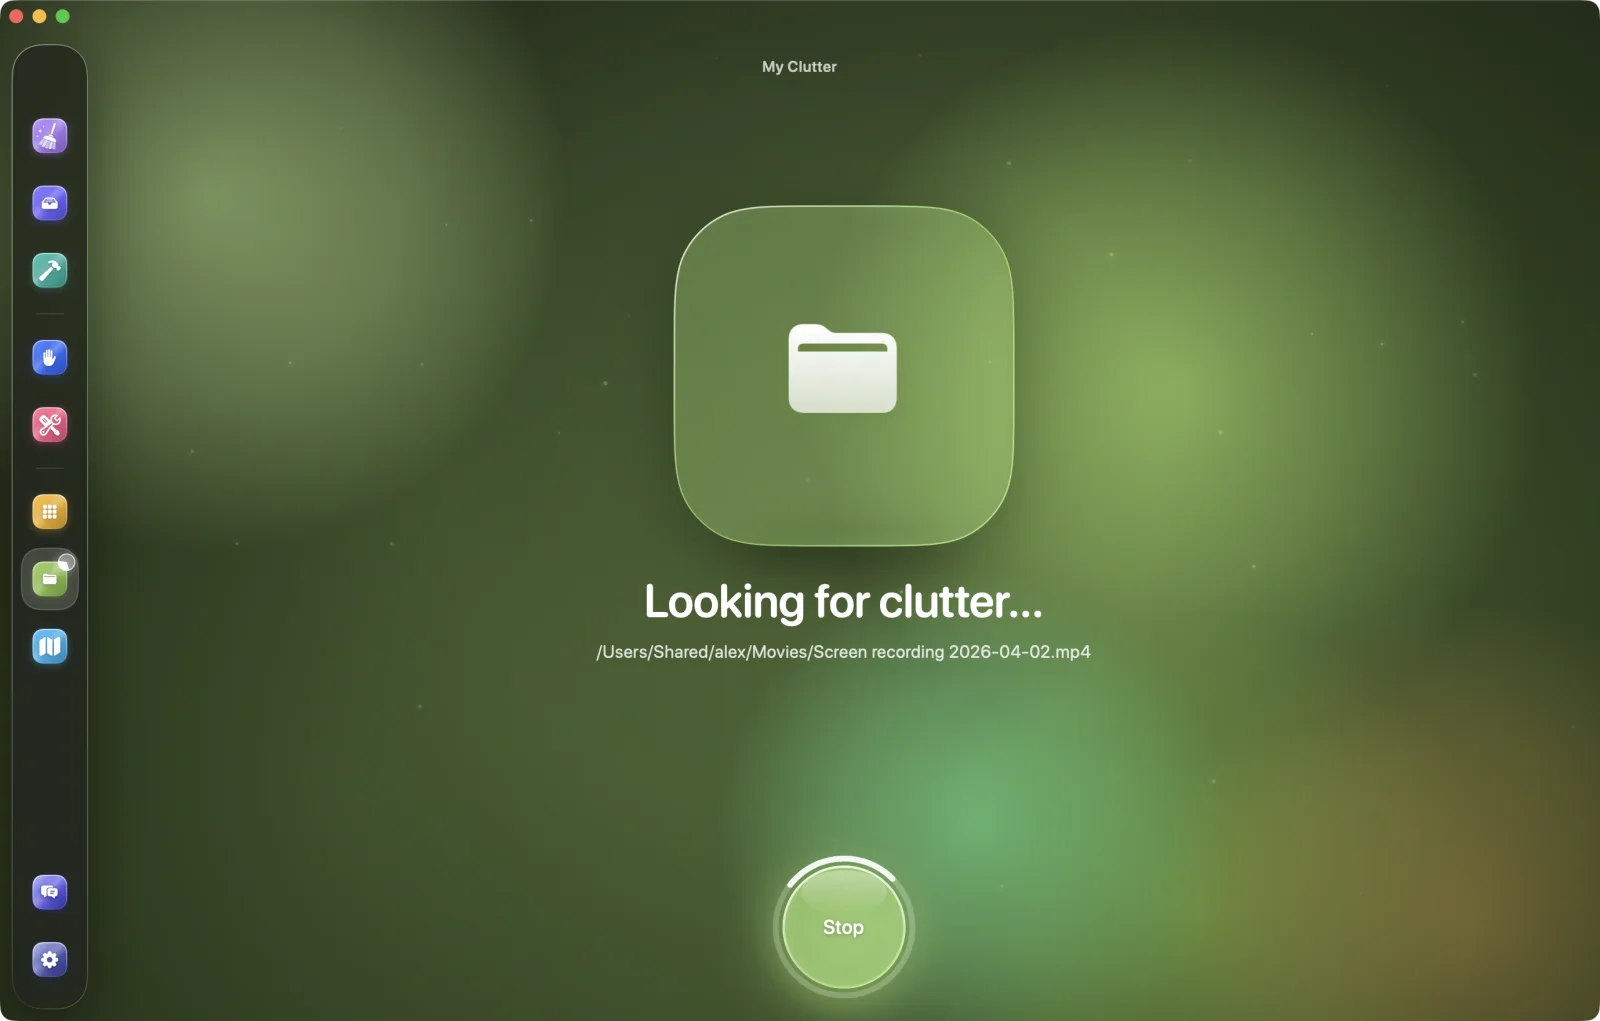 My Clutter
Looking for clutter...
/Users/Shared/alex/Movies/Screen recording 2026-04-02.mp4
Stop